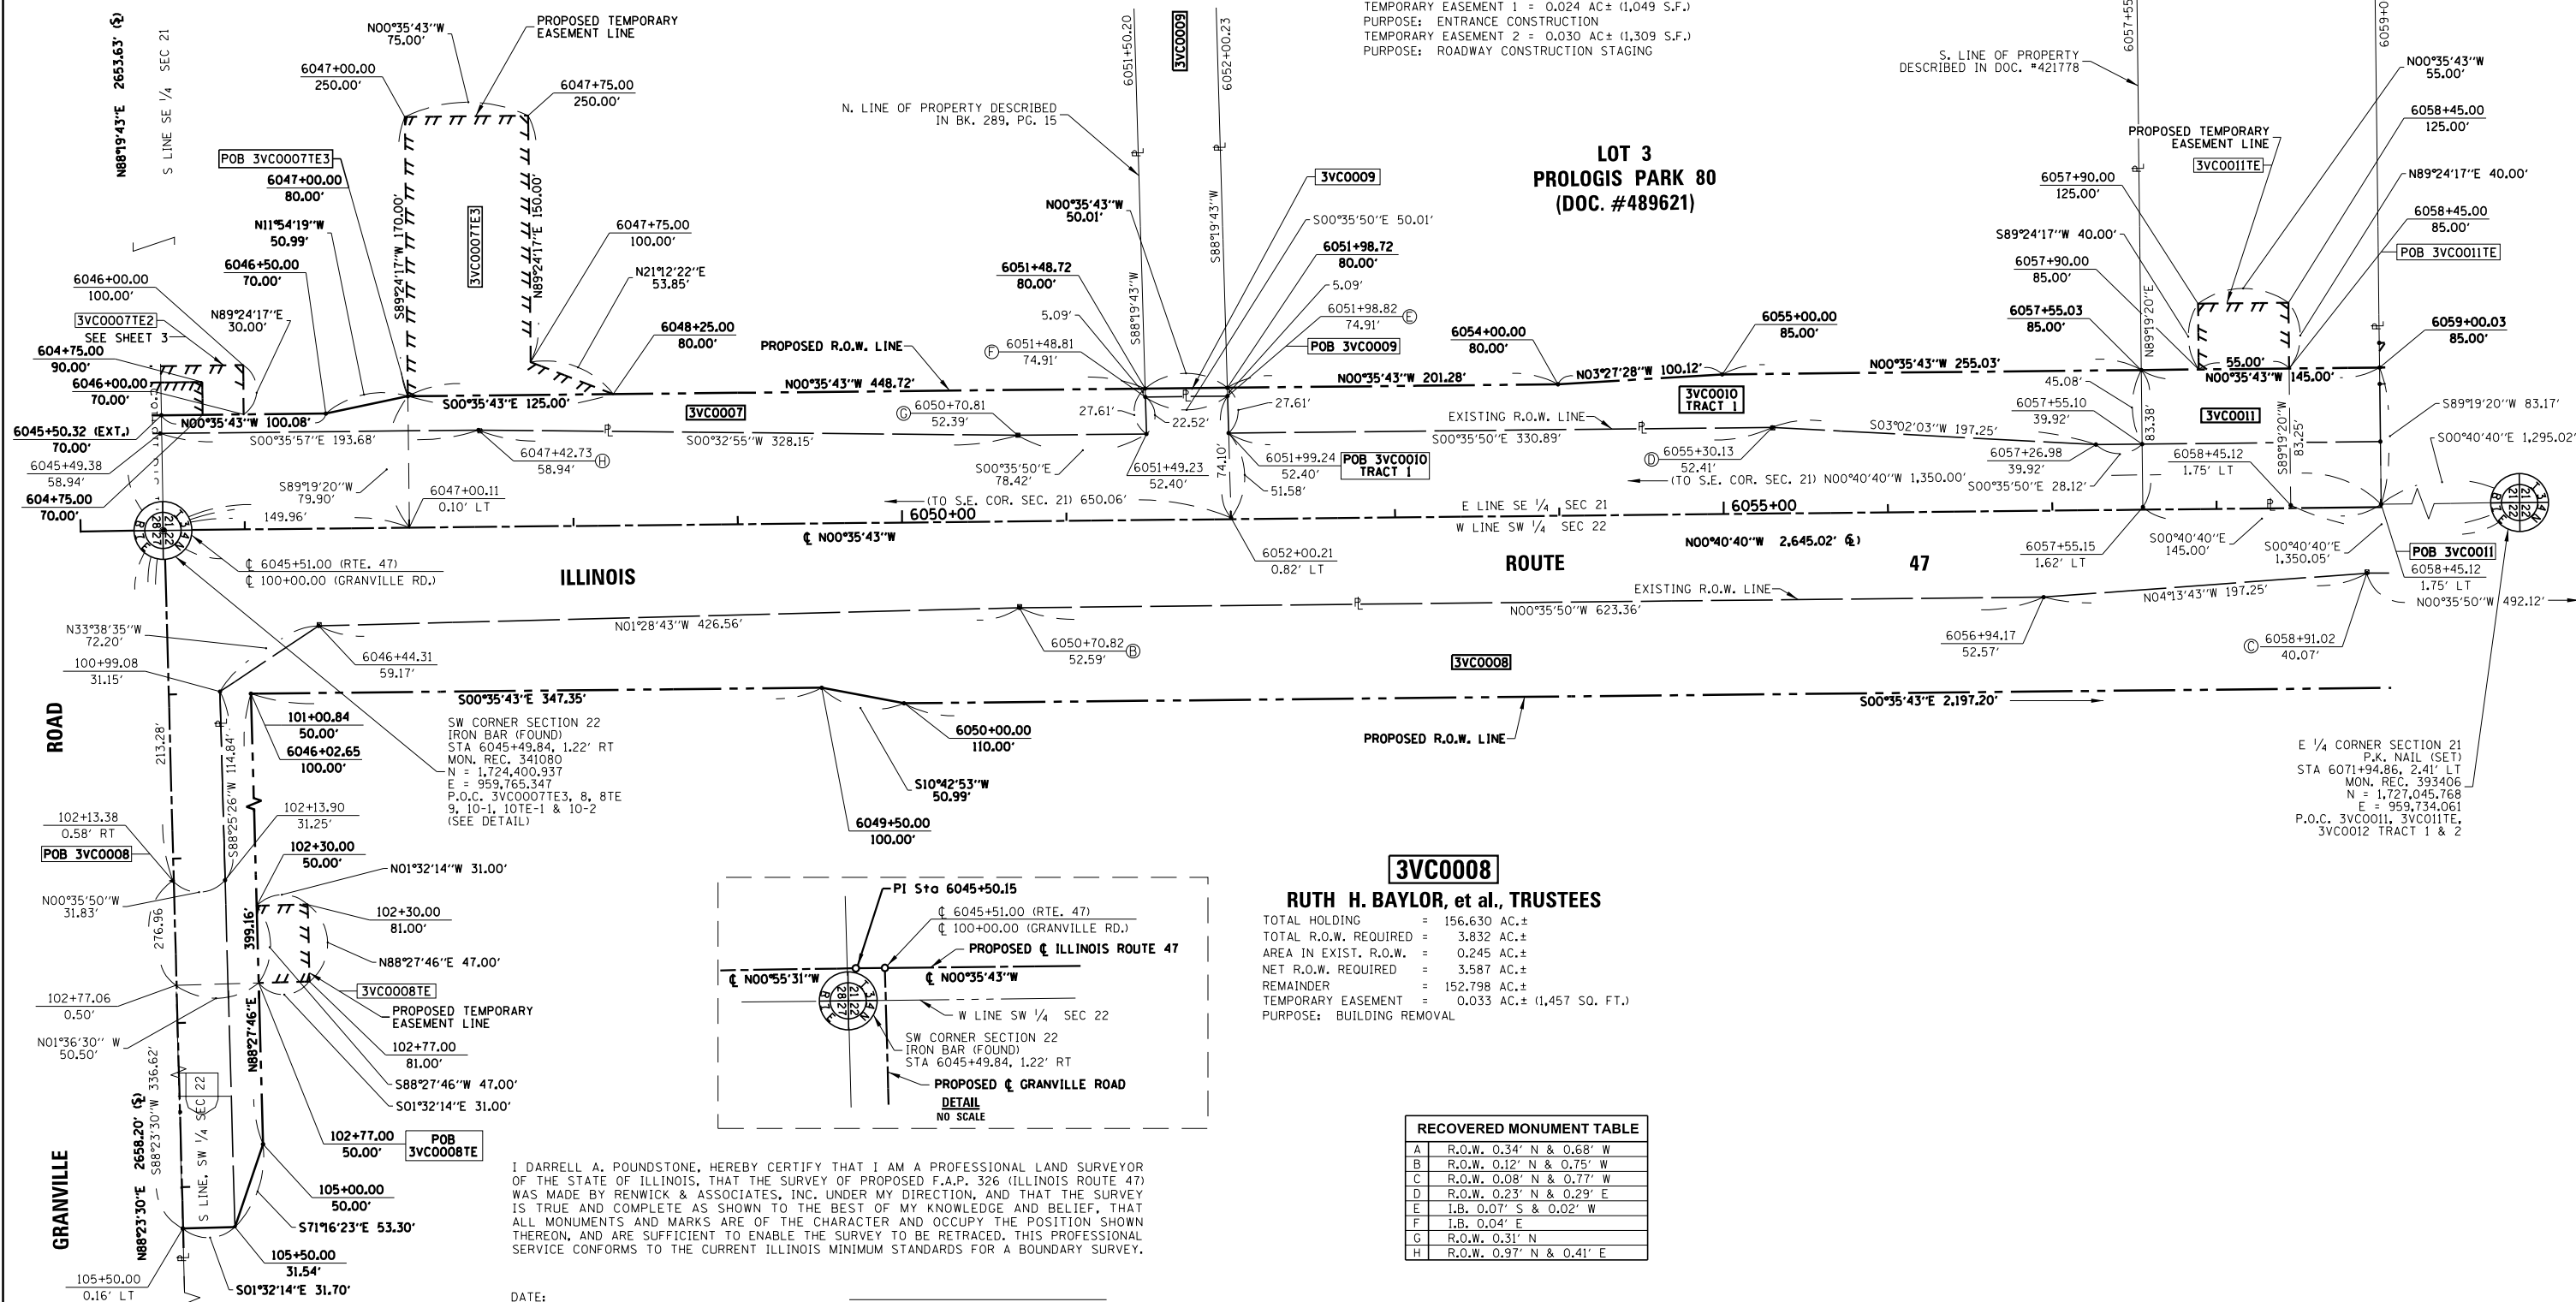 N88°19'43"E 2653.63' (S)
S LINE SE 1/4 SEC 21
N00°35'43"W
75.00'
PROPOSED TEMPORARY
EASEMENT LINE
6047+00.00
250.00'
6047+75.00
250.00'
POB 3VC0007TE3
6047+00.00
80.00'
N11°54'19"W
50.99'
6046+50.00
70.00'
6046+00.00
100.00'
3VC0007TE2
SEE SHEET 3
N89°24'17"E
30.00'
604+75.00
90.00'
6046+00.00
70.00'
6045+50.32 (EXT.)
70.00'
6045+49.38
58.94'
604+75.00
70.00'
S89°24'17"W 170.00'
3VC0007TE3
N89°24'17"E 150.00'
6047+75.00
100.00'
N21°12'22"E
53.85'
6048+25.00
80.00'
N00°35'43"W 100.08'
S00°35'43"E 125.00'
S00°35'57"E 193.68'
3VC0007
S00°32'55"W 328.15'
6047+42.73
58.94'
H
S89°19'20"W
79.90'
149.96'
6047+00.11
0.10' LT
PROPOSED R.O.W. LINE
N00°35'43"W 448.72'
G
6050+70.81
52.39'
S00°35'50"E
78.42'
6051+49.23
52.40'
(TO S.E. COR. SEC. 21) 650.06'
6050+00
℄ N00°35'43"W
6051+50.20
3VC0009
6052+00.23
N. LINE OF PROPERTY DESCRIBED
IN BK. 289, PG. 15
N00°35'43"W
50.01'
3VC0009
S00°35'50"E 50.01'
6051+48.72
80.00'
5.09'
F
6051+48.81
74.91'
S88°19'43"W
S88°19'43"W
6051+98.72
80.00'
5.09'
6051+98.82
74.91'
E
POB 3VC0009
27.61'
22.52'
27.61'
74.10'
6051+99.24
52.40'
POB 3VC0010
TRACT 1
51.58'
6052+00.21
0.82' LT
TEMPORARY EASEMENT 1 = 0.024 AC± (1,049 S.F.)
PURPOSE: ENTRANCE CONSTRUCTION
TEMPORARY EASEMENT 2 = 0.030 AC± (1,309 S.F.)
PURPOSE: ROADWAY CONSTRUCTION STAGING
LOT 3
PROLOGIS PARK 80
(DOC. #489621)
6054+00.00
80.00'
6055+00.00
85.00'
N00°35'43"W 201.28'
N03°27'28"W 100.12'
N00°35'43"W 255.03'
3VC0010
TRACT 1
EXISTING R.O.W. LINE
S00°35'50"E 330.89'
D
6055+30.13
52.41'
S03°02'03"W 197.25'
(TO S.E. COR. SEC. 21) N00°40'40"W 1,350.00'
S00°35'50"E 28.12'
E LINE SE 1/4 SEC 21
W LINE SW 1/4 SEC 22
6055+00
N00°40'40"W 2,645.02' (S)
S. LINE OF PROPERTY
DESCRIBED IN DOC. #421778
6057+55
6059+0
N00°35'43"W
55.00'
6058+45.00
125.00'
PROPOSED TEMPORARY
EASEMENT LINE
3VC0011TE
6057+90.00
125.00'
N89°24'17"E 40.00'
6058+45.00
85.00'
POB 3VC0011TE
S89°24'17"W 40.00'
6057+90.00
85.00'
6057+55.03
85.00'
N89°19'20"E
6059+00.03
85.00'
55.00'
N00°35'43"W 145.00'
45.08'
6057+55.10
39.92'
83.38'
3VC0011
S89°19'20"W
83.25'
S89°19'20"W 83.17'
S00°40'40"E 1,295.02'
6057+26.98
39.92'
6058+45.12
1.75' LT
6057+55.15
1.62' LT
S00°40'40"E
145.00'
S00°40'40"E
1,350.05'
POB 3VC0011
6058+45.12
1.75' LT
℄ 6045+51.00 (RTE. 47)
℄ 100+00.00 (GRANVILLE RD.)
ILLINOIS
ROUTE
47
N33°38'35"W
72.20'
100+99.08
31.15'
6046+44.31
59.17'
N01°28'43"W 426.56'
6050+70.82
52.59'
B
N00°35'50"W 623.36'
EXISTING R.O.W. LINE
6056+94.17
52.57'
N04°13'43"W 197.25'
C
6058+91.02
40.07'
N00°35'50"W 492.12'
3VC0008
S00°35'43"E 347.35'
S00°35'43"E 2,197.20'
PROPOSED R.O.W. LINE
6050+00.00
110.00'
S10°42'53"W
50.99'
6049+50.00
100.00'
101+00.84
50.00'
6046+02.65
100.00'
SW CORNER SECTION 22
IRON BAR (FOUND)
STA 6045+49.84, 1.22' RT
MON. REC. 341080
N = 1,724,400.937
E = 959,765.347
P.O.C. 3VC0007TE3, 8, 8TE
9, 10-1, 10TE-1 & 10-2
(SEE DETAIL)
E 1/4 CORNER SECTION 21
P.K. NAIL (SET)
STA 6071+94.86, 2.41' LT
MON. REC. 393406
N = 1,727,045.768
E = 959,734.061
P.O.C. 3VC0011, 3VC011TE,
3VC0012 TRACT 1 & 2
ROAD
213.28'
S88°25'26"W 114.84'
102+13.38
0.58' RT
POB 3VC0008
102+13.90
31.25'
102+30.00
50.00'
N01°32'14"W 31.00'
N00°35'50"W
31.83'
276.96
399.16'
102+30.00
81.00'
N88°27'46"E 47.00'
3VC0008TE
PROPOSED TEMPORARY
EASEMENT LINE
102+77.06
0.50'
N01°36'30" W
50.50'
N88°27'46"E
102+77.00
81.00'
S88°27'46"W 47.00'
S01°32'14"E 31.00'
102+77.00
50.00'
POB
3VC0008TE
GRANVILLE
N88°23'30"E 2658.20' (S)
S88°23'30"W 336.62'
S LINE, SW 1/4 SEC 22
105+00.00
50.00'
S71°16'23"E 53.30'
105+50.00
31.54'
105+50.00
0.16' LT
S01°32'14"E 31.70'
PI Sta 6045+50.15
℄ 6045+51.00 (RTE. 47)
℄ 100+00.00 (GRANVILLE RD.)
PROPOSED ℄ ILLINOIS ROUTE 47
℄ N00°55'31"W
℄ N00°35'43"W
W LINE SW 1/4 SEC 22
SW CORNER SECTION 22
IRON BAR (FOUND)
STA 6045+49.84, 1.22' RT
PROPOSED ℄ GRANVILLE ROAD
DETAIL
NO SCALE
3VC0008
RUTH H. BAYLOR, et al., TRUSTEES
TOTAL HOLDING = 156.630 AC.±
TOTAL R.O.W. REQUIRED = 3.832 AC.±
AREA IN EXIST. R.O.W. = 0.245 AC.±
NET R.O.W. REQUIRED = 3.587 AC.±
REMAINDER = 152.798 AC.±
TEMPORARY EASEMENT = 0.033 AC.± (1,457 SQ. FT.)
PURPOSE: BUILDING REMOVAL
RECOVERED MONUMENT TABLE
A R.O.W. 0.34' N & 0.68' W
B R.O.W. 0.12' N & 0.75' W
C R.O.W. 0.08' N & 0.77' W
D R.O.W. 0.23' N & 0.29' E
E I.B. 0.07' S & 0.02' W
F I.B. 0.04' E
G R.O.W. 0.31' N
H R.O.W. 0.97' N & 0.41' E
I DARRELL A. POUNDSTONE, HEREBY CERTIFY THAT I AM A PROFESSIONAL LAND SURVEYOR
OF THE STATE OF ILLINOIS, THAT THE SURVEY OF PROPOSED F.A.P. 326 (ILLINOIS ROUTE 47)
WAS MADE BY RENWICK & ASSOCIATES, INC. UNDER MY DIRECTION, AND THAT THE SURVEY
IS TRUE AND COMPLETE AS SHOWN TO THE BEST OF MY KNOWLEDGE AND BELIEF, THAT
ALL MONUMENTS AND MARKS ARE OF THE CHARACTER AND OCCUPY THE POSITION SHOWN
THEREON, AND ARE SUFFICIENT TO ENABLE THE SURVEY TO BE RETRACED. THIS PROFESSIONAL
SERVICE CONFORMS TO THE CURRENT ILLINOIS MINIMUM STANDARDS FOR A BOUNDARY SURVEY.
DATE: